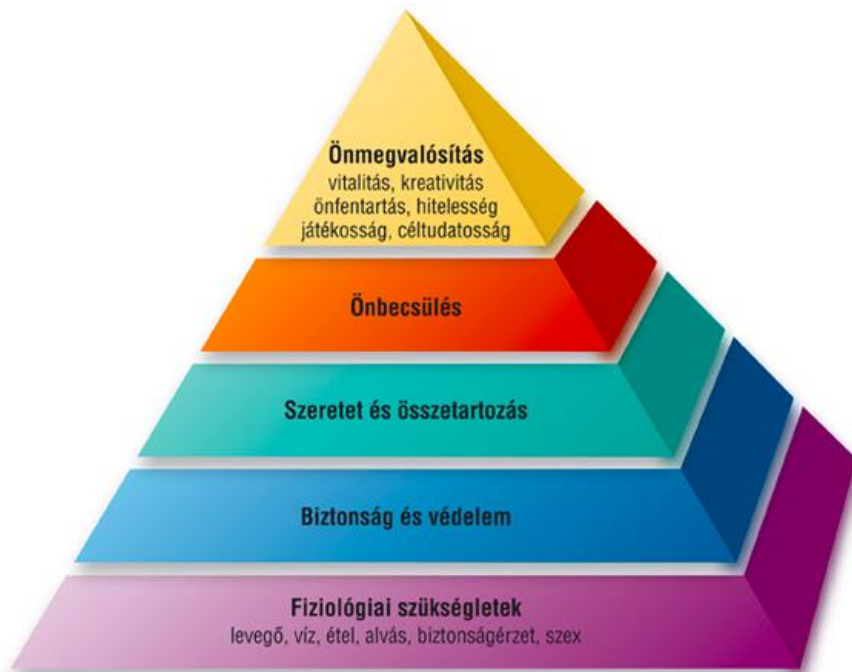 Önmegvalósítás
vitalitás, kreativitás
önfentartás, hitelesség
játékosság, céltudatosság
Önbecsülés
Szeretet és összetartozás
Biztonság és védelem
Fiziológiai szükségletek
levegő, víz, étel, alvás, biztonságérzet, szex